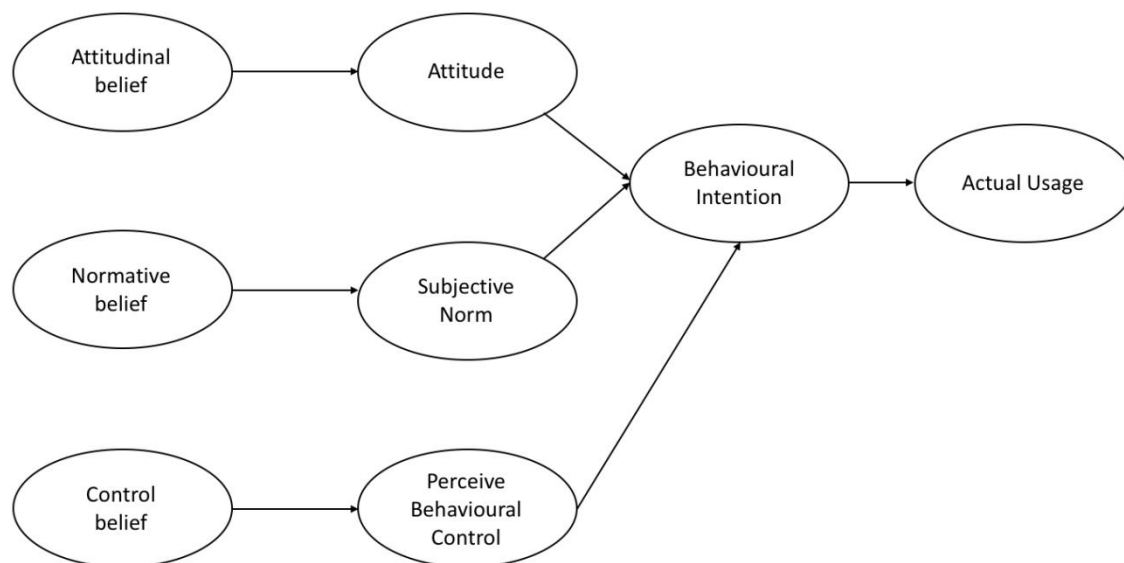 Attitudinal
belief
Attitude
Behavioural
Intention
Actual Usage
Normative
belief
Subjective
Norm
Control
belief
Perceive
Behavioural
Control